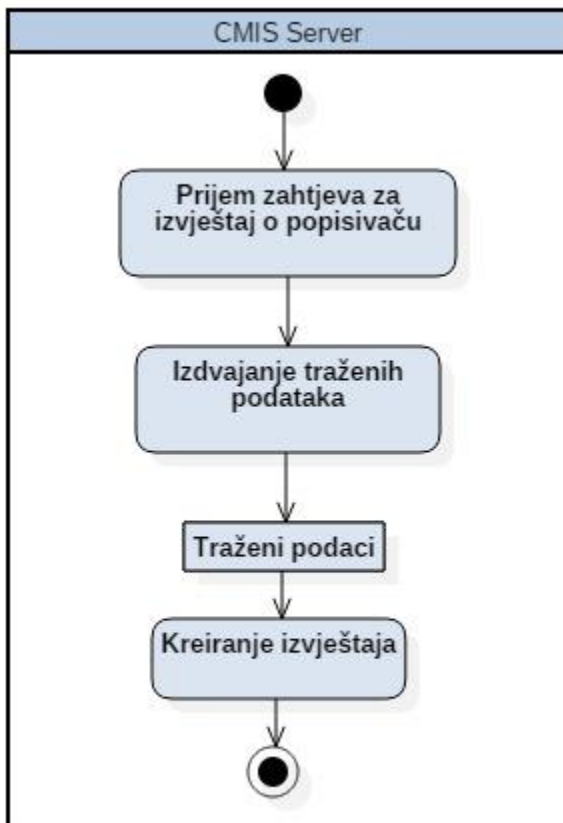 CMIS Server
Prijem zahtjeva za
izvještaj o popisivaču
Izdvajanje traženih
podataka
Traženi podaci
Kreiranje izvještaja